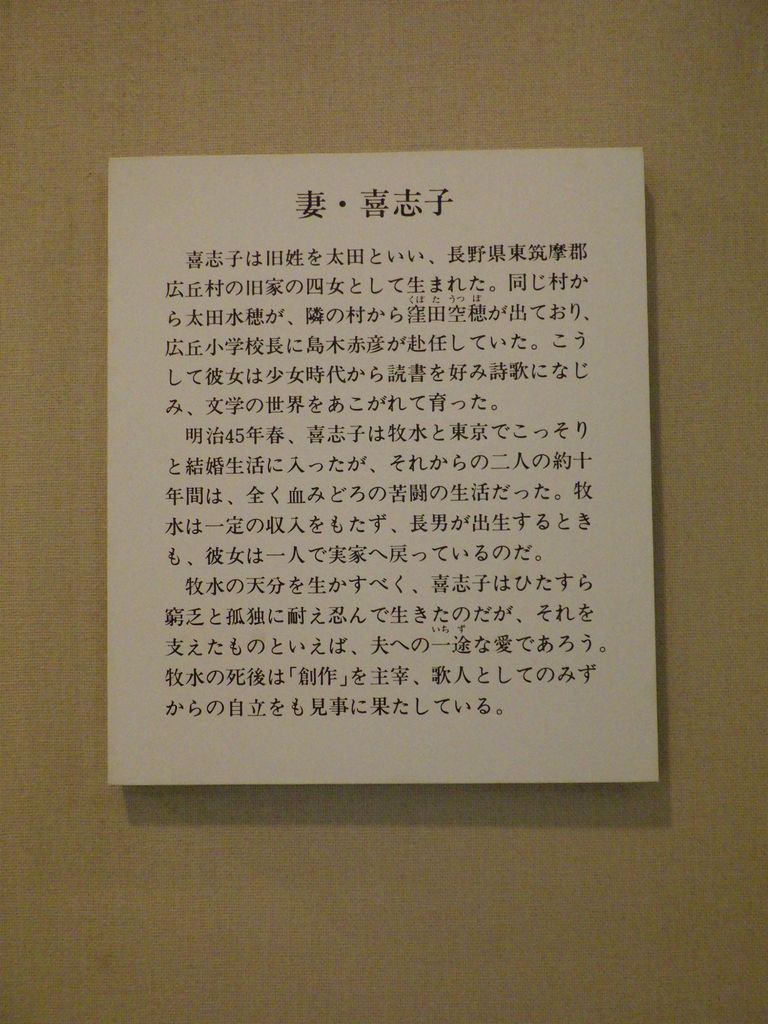 妻・喜志子
喜志子は旧姓を太田といい、長野県東筑摩郡
広丘村の旧家の四女として生まれた。同じ村か
ら太田水穂が、隣の村から窪田空穂が出ており、
広丘小学校長に島木赤彦が赴任していた。こう
して彼女は少女時代から読書を好み詩歌になじ
み、文学の世界をあこがれて育った。
明治45年春、喜志子は牧水と東京でこっそり
と結婚生活に入ったが、それからの二人の約十
年間は、全く血みどろの苦闘の生活だった。牧
水は一定の収入をもたず、長男が出生するとき
も、彼女は一人で実家へ戻っているのだ。
牧水の天分を生かすべく、喜志子はひたすら
窮乏と孤独に耐え忍んで生きたのだが、それを
支えたものといえば、夫への一途な愛であろう。
牧水の死後は「創作」を主宰、歌人としてのみず
からの自立をも見事に果たしている。